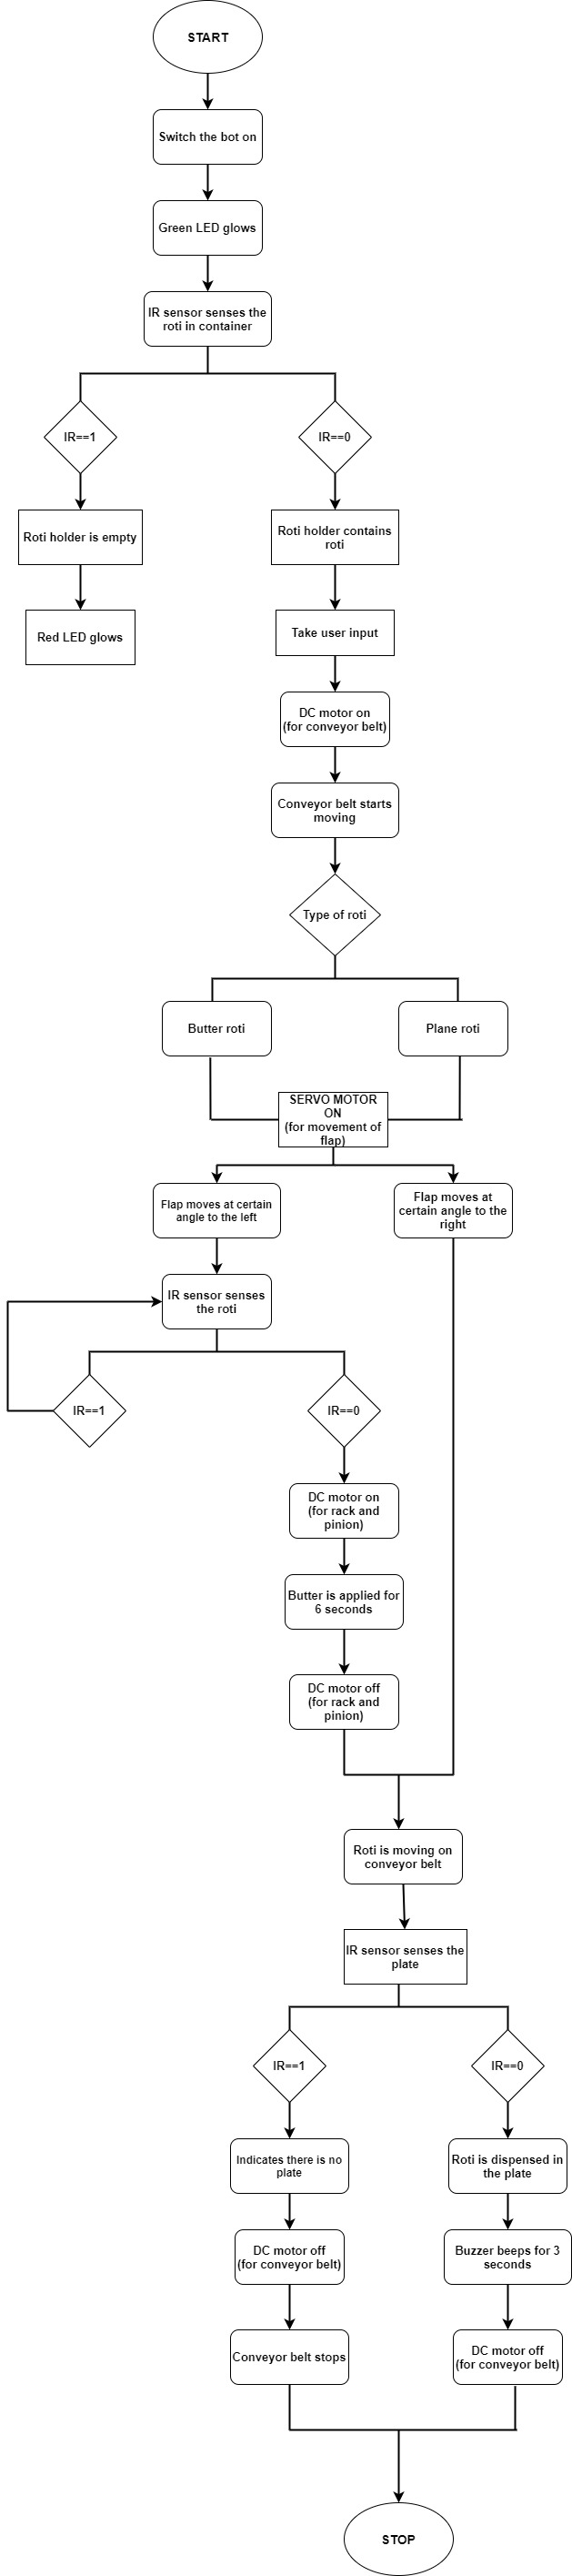 START
Switch the bot on
Green LED glows
IR sensor senses the
roti in container
IR==1
IR==0
Roti holder is empty
Roti holder contains
roti
Red LED glows
Take user input
DC motor on
(for conveyor belt)
Conveyor belt starts
moving
Type of roti
Butter roti
Plane roti
SERVO MOTOR
ON
(for movement of
flap)
Flap moves at certain
angle to the left
Flap moves at
certain angle to the
right
IR sensor senses
the roti
IR==1
IR==0
DC motor on
(for rack and
pinion)
Butter is applied for
6 seconds
DC motor off
(for rack and
pinion)
Roti is moving on
conveyor belt
IR sensor senses the
plate
IR==1
IR==0
Indicates there is no
plate
Roti is dispensed in
the plate
DC motor off
(for conveyor belt)
Buzzer beeps for 3
seconds
Conveyor belt stops
DC motor off
(for conveyor belt)
STOP